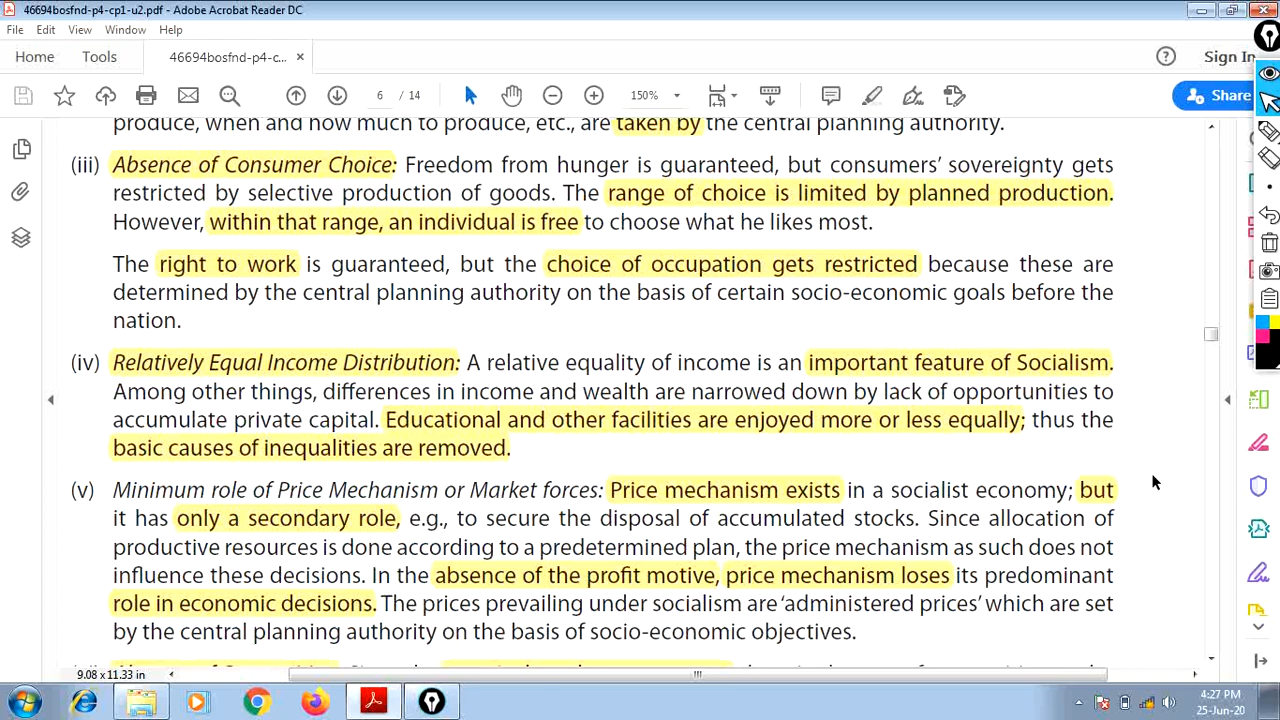 46694bosfnd-p4-cp1-u2.pdf - Adobe Acrobat Reader DC
File Edit View Window Help
Home Tools 46694bosfnd-p4-c... × Sign In
6 / 14 150% Share
produce, when and how much to produce, etc., are taken by the central planning authority.
(iii) Absence of Consumer Choice: Freedom from hunger is guaranteed, but consumers’ sovereignty gets
restricted by selective production of goods. The range of choice is limited by planned production.
However, within that range, an individual is free to choose what he likes most.
The right to work is guaranteed, but the choice of occupation gets restricted because these are
determined by the central planning authority on the basis of certain socio-economic goals before the
nation.
(iv) Relatively Equal Income Distribution: A relative equality of income is an important feature of Socialism.
Among other things, differences in income and wealth are narrowed down by lack of opportunities to
accumulate private capital. Educational and other facilities are enjoyed more or less equally; thus the
basic causes of inequalities are removed.
(v) Minimum role of Price Mechanism or Market forces: Price mechanism exists in a socialist economy; but
it has only a secondary role, e.g., to secure the disposal of accumulated stocks. Since allocation of
productive resources is done according to a predetermined plan, the price mechanism as such does not
influence these decisions. In the absence of the profit motive, price mechanism loses its predominant
role in economic decisions. The prices prevailing under socialism are ‘administered prices’ which are set
by the central planning authority on the basis of socio-economic objectives.
9.08 x 11.33 in
4:27 PM
25-Jun-20